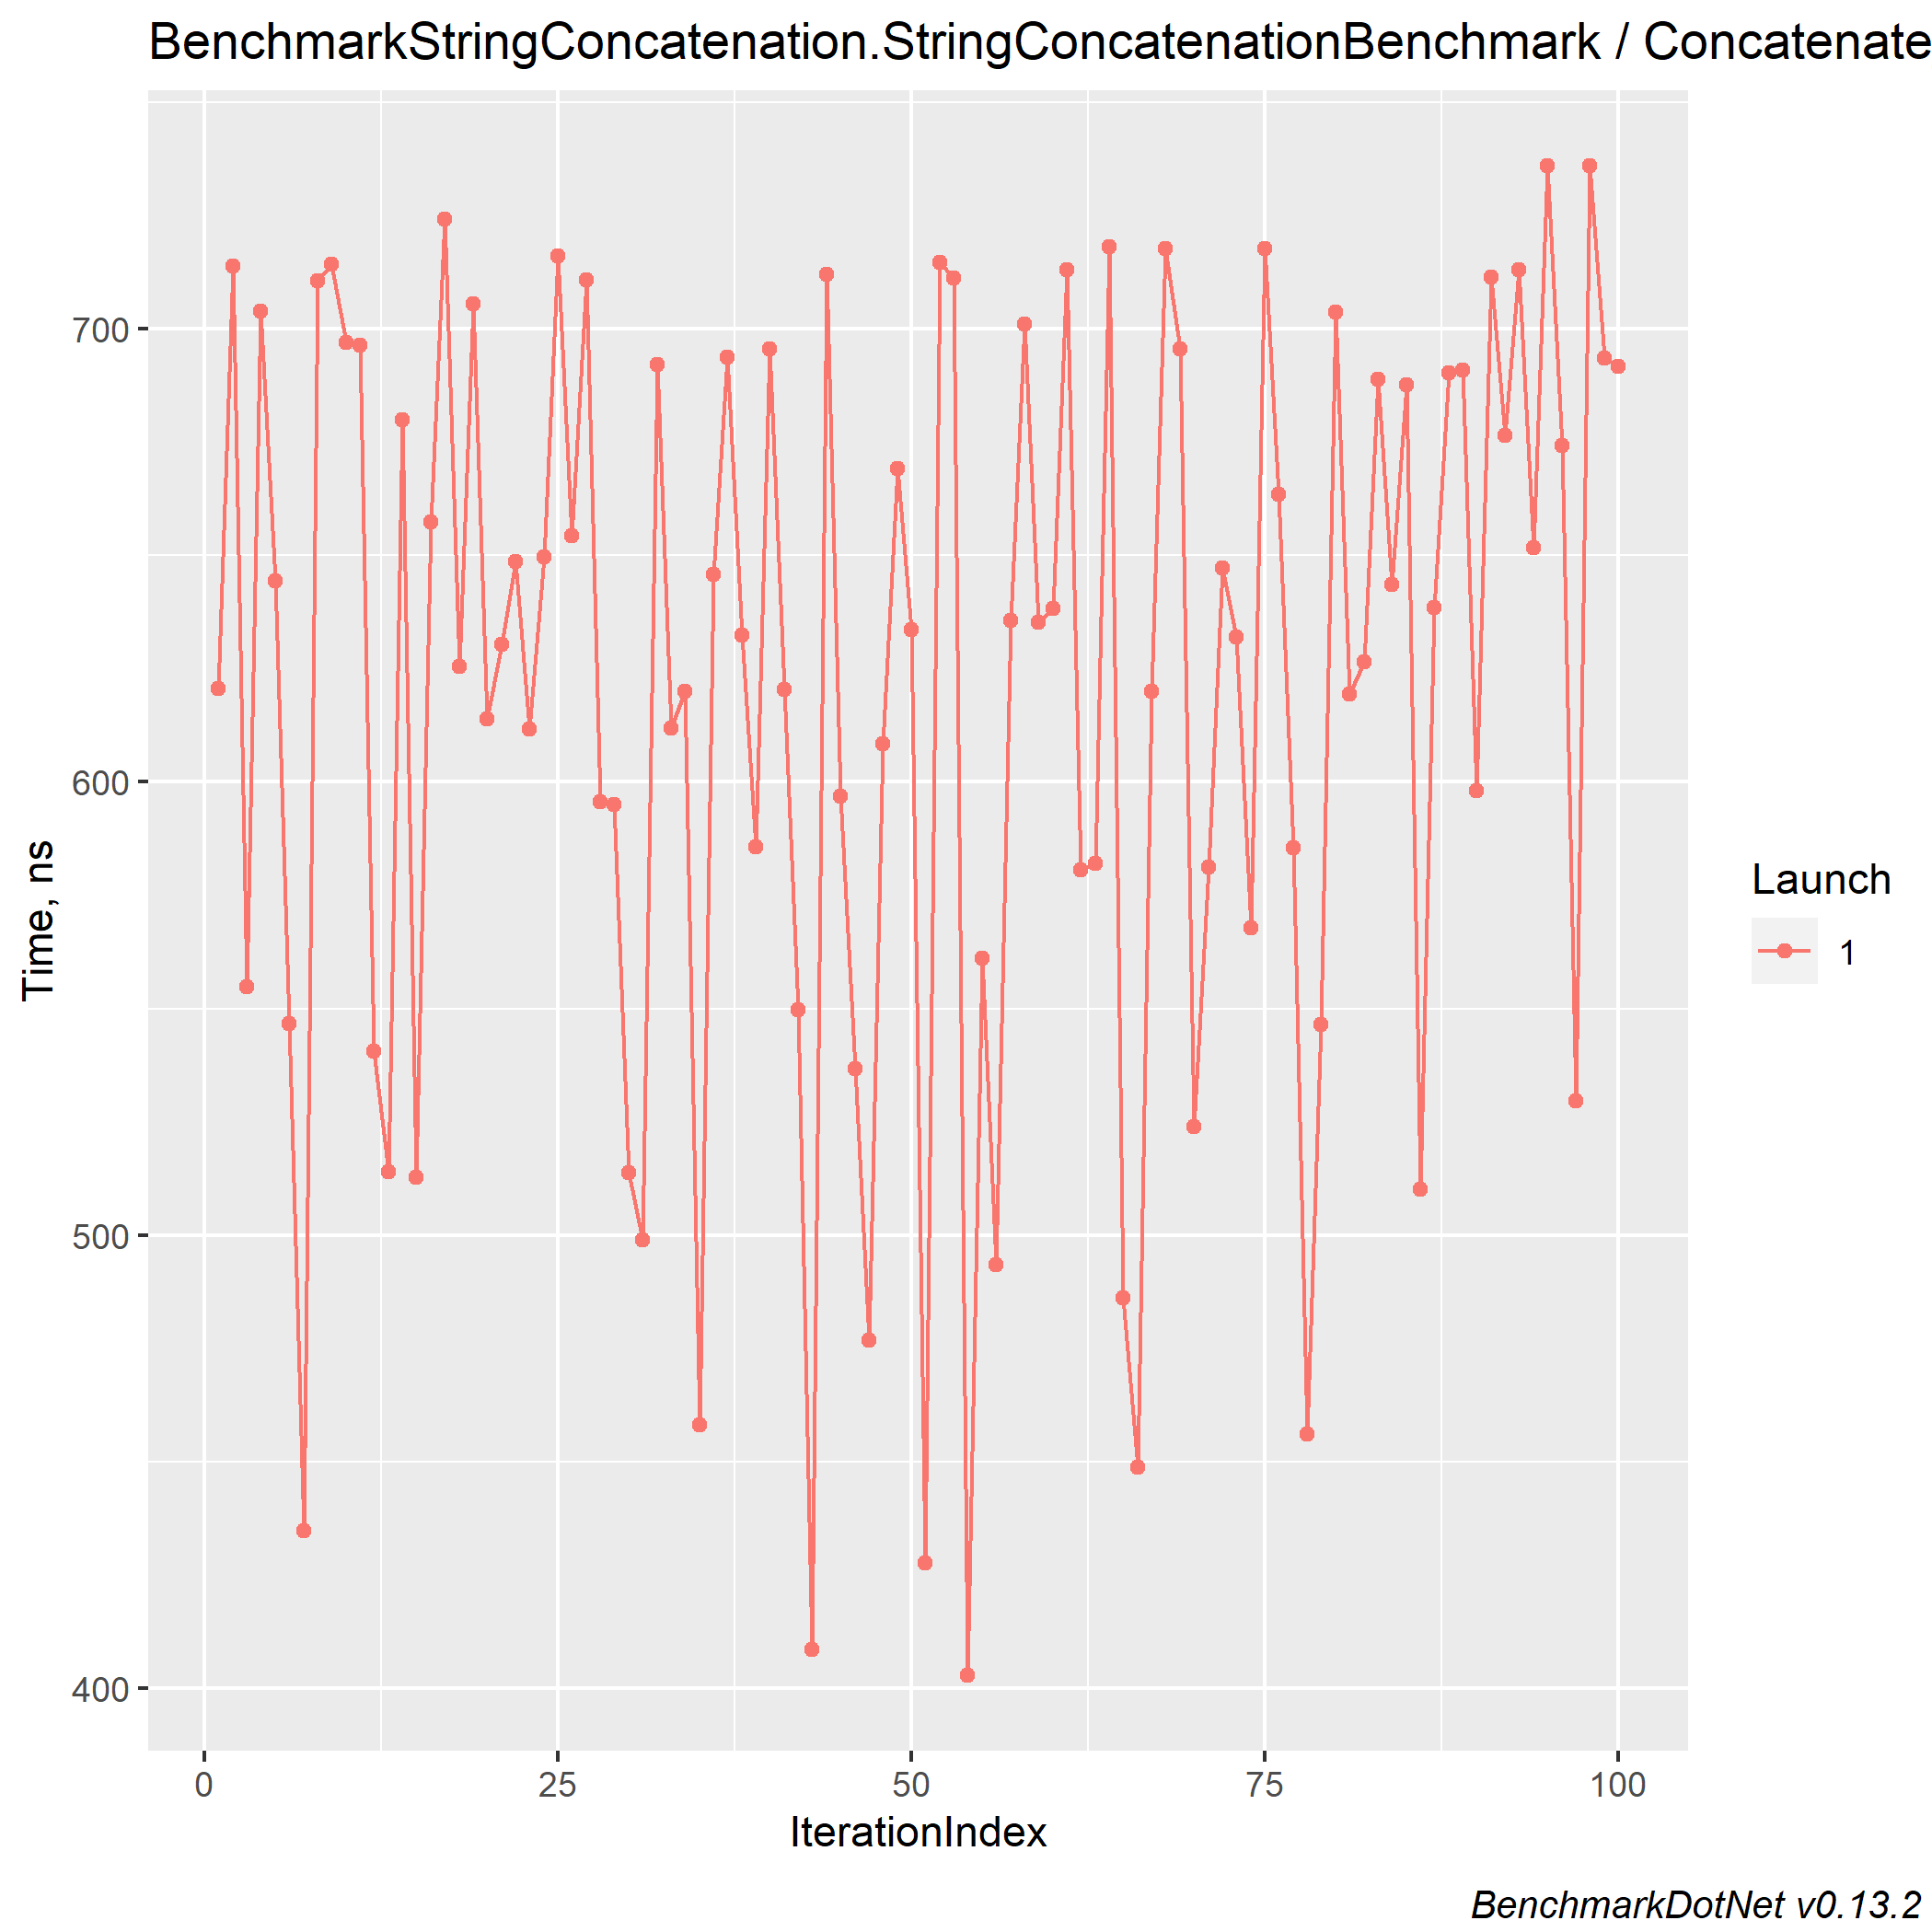 BenchmarkStringConcatenation.StringConcatenationBenchmark / Concatenate
Time, ns
700
600
500
400
0 25 50 75 100
IterationIndex
Launch
1
BenchmarkDotNet v0.13.2